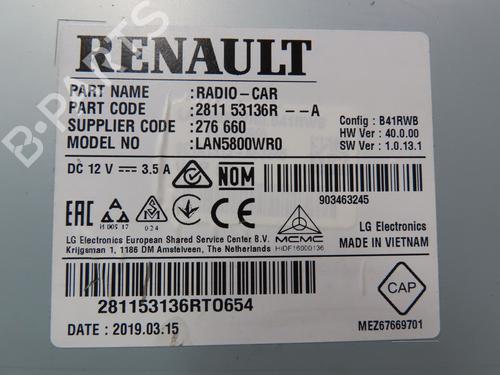 RENAULT
PART NAME :RADIO-CAR
PART CODE :2811 53136R --A
SUPPLIER CODE :276 660
MODEL NO :LAN5800WR0
Config : B41RWB
HW Ver : 40.0.00
SW Ver : 1.0.13.1
DC 12 V 3.5 A
NOM
903463245
EAC
024
MCMC
HIDF16000136
LG Electronics
MADE IN VIETNAM
LG Electronics European Shared Service Center B.V.
Krijgsman 1, 1186 DM Amstelveen, The Netherlands
281153136RT0654
CAP
DATE : 2019.03.15
MEZ67669701
B-PARTS